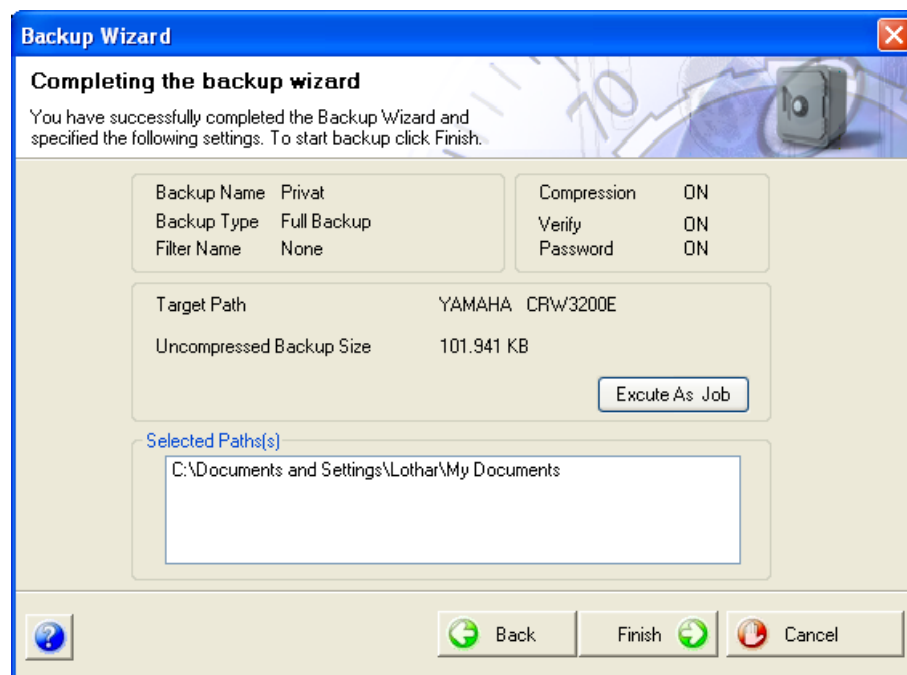 Backup Wizard
Completing the backup wizard
You have successfully completed the Backup Wizard and
specified the following settings. To start backup click Finish.
70
Backup Name Privat
Backup Type Full Backup
Filter Name None
Compression ON
Verify ON
Password ON
Target Path YAMAHA CRW3200E
Uncompressed Backup Size 101.941 KB
Excute As Job
Selected Paths(s)
C:\Documents and Settings\Lothar\My Documents
? Back Finish Cancel